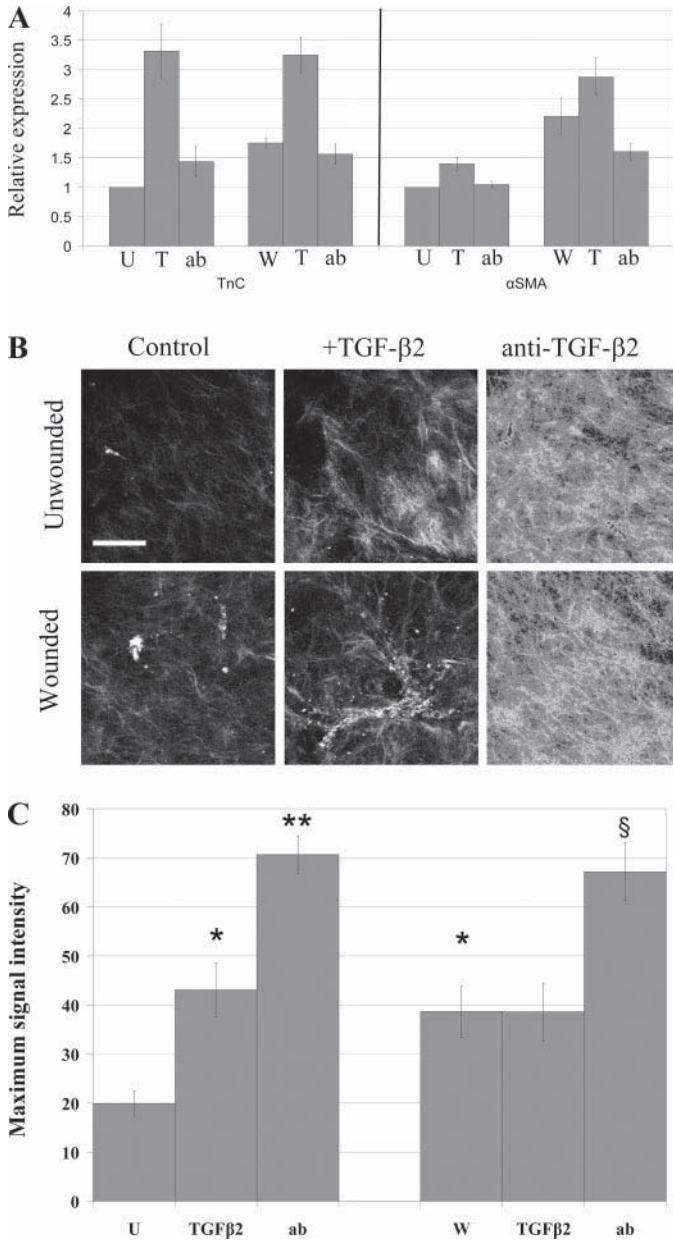 A
Relative expression
4
3.5
3
2.5
2
1.5
1
0.5
0
U T ab W T ab U T ab W T ab
TnC αSMA
B
Control +TGF-β2 anti-TGF-β2
Unwounded
Wounded
C
Maximum signal intensity
80
70
60
50
40
30
20
10
0
* ** * §
U TGFβ2 ab W TGFβ2 ab